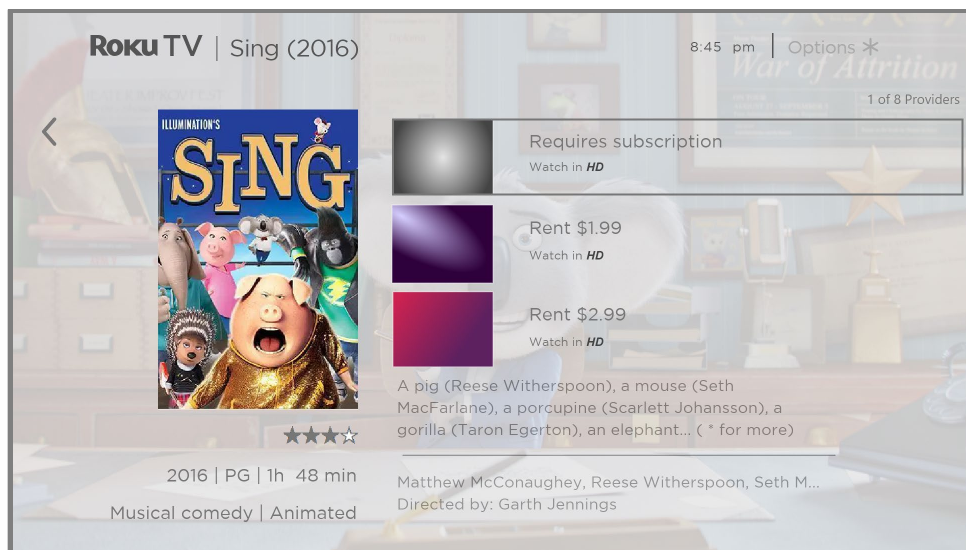 Roku TV | Sing (2016)
8:45 pm | Options *
War of Attrition
1 of 8 Providers
ILLUMINATION'S
SING
Requires subscription
Watch in HD
Rent $1.99
Watch in HD
Rent $2.99
Watch in HD
A pig (Reese Witherspoon), a mouse (Seth
MacFarlane), a porcupine (Scarlett Johansson), a
gorilla (Taron Egerton), an elephant... ( * for more)
2016 | PG | 1h 48 min
Musical comedy | Animated
Matthew McConaughey, Reese Witherspoon, Seth M...
Directed by: Garth Jennings